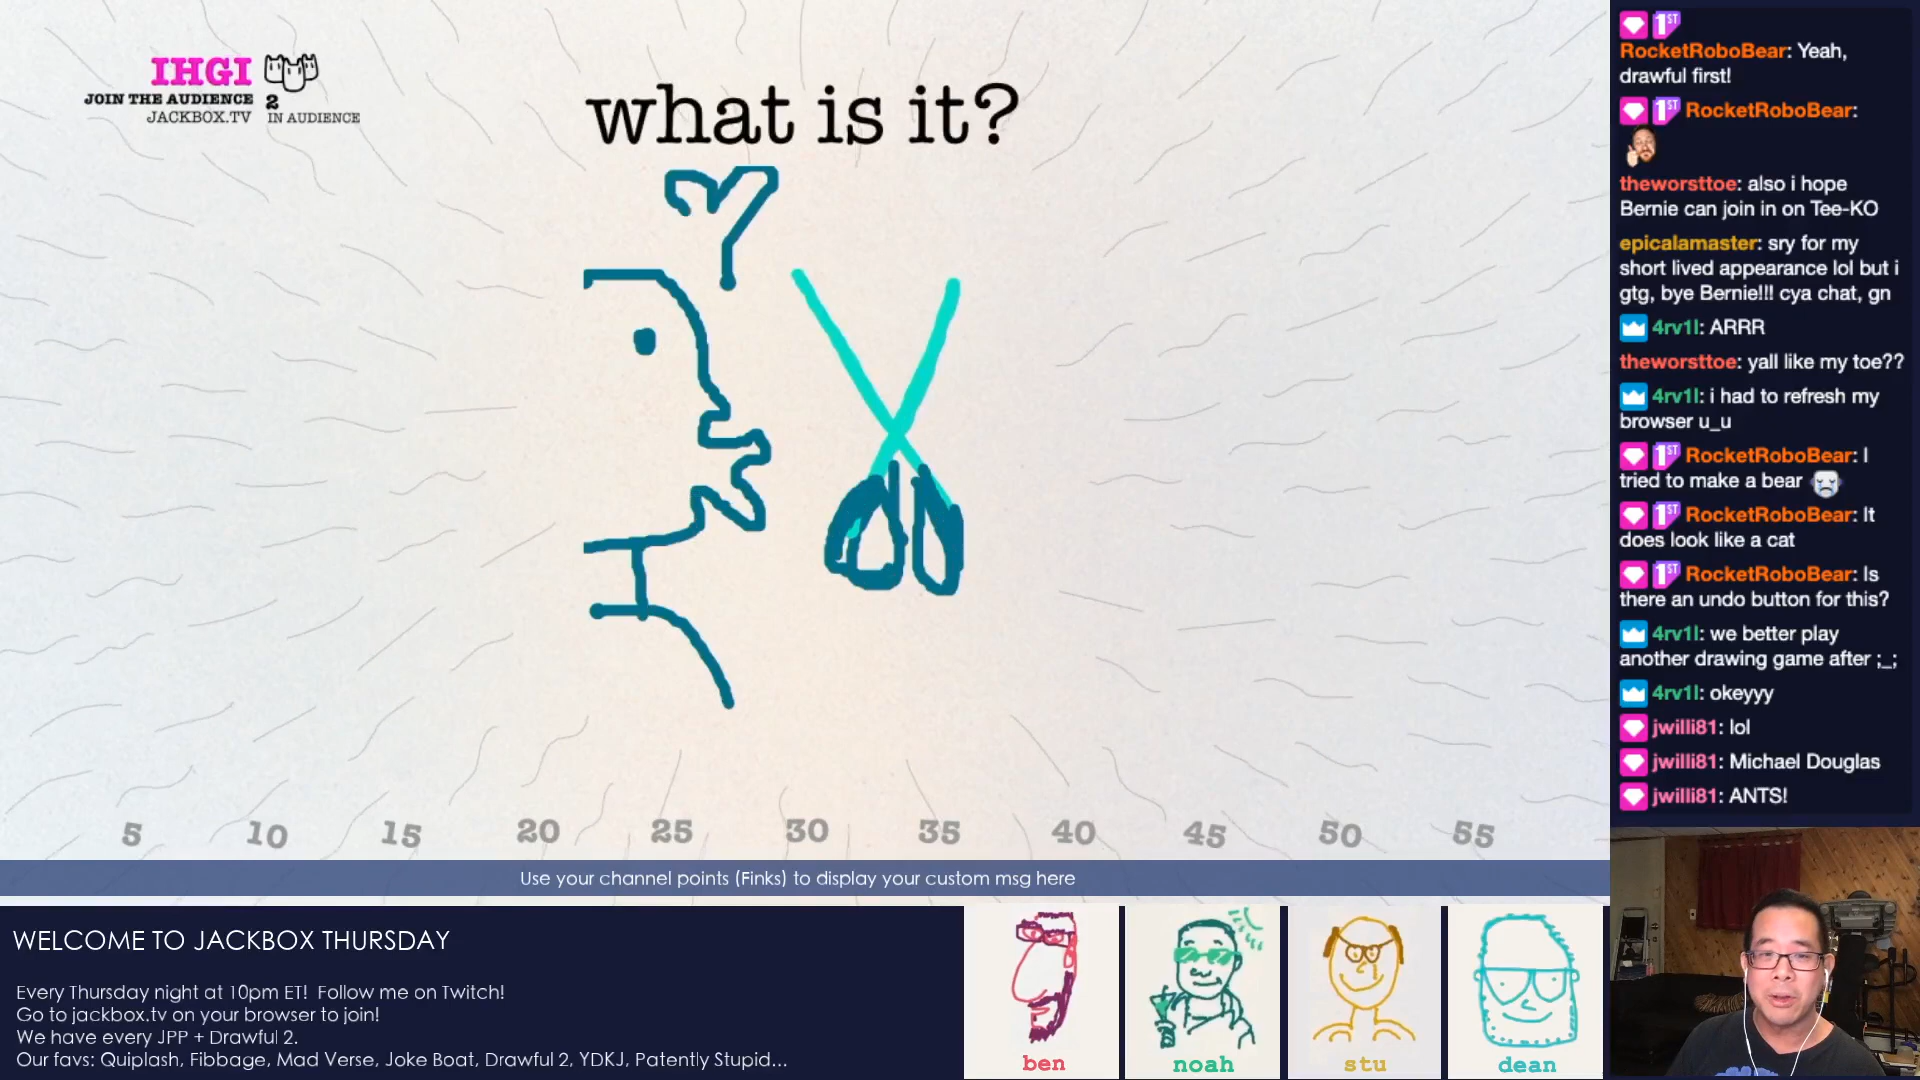 IHGI
JOIN THE AUDIENCE
JACKBOX.TV
2
IN AUDIENCE
what is it?
5 10 15 20 25 30 35 40 45 50 55
Use your channel points (Finks) to display your custom msg here
WELCOME TO JACKBOX THURSDAY
Every Thursday night at 10pm ET! Follow me on Twitch!
Go to jackbox.tv on your browser to join!
We have every JPP + Drawful 2.
Our favs: Quiplash, Fibbage, Mad Verse, Joke Boat, Drawful 2, YDKJ, Patently Stupid...
ben
noah
stu
dean
1ST
RocketRoboBear: Yeah,
drawful first!
1ST RocketRoboBear:
theworsttoe: also i hope
Bernie can join in on Tee-KO
epicalamaster: sry for my
short lived appearance lol but i
gtg, bye Bernie!!! cya chat, gn
4rv1l: ARRR
theworsttoe: yall like my toe??
4rv1l: i had to refresh my
browser u_u
1ST RocketRoboBear: I
tried to make a bear
1ST RocketRoboBear: It
does look like a cat
1ST RocketRoboBear: Is
there an undo button for this?
4rv1l: we better play
another drawing game after ;_;
4rv1l: okeyyy
jwilli81: lol
jwilli81: Michael Douglas
jwilli81: ANTS!